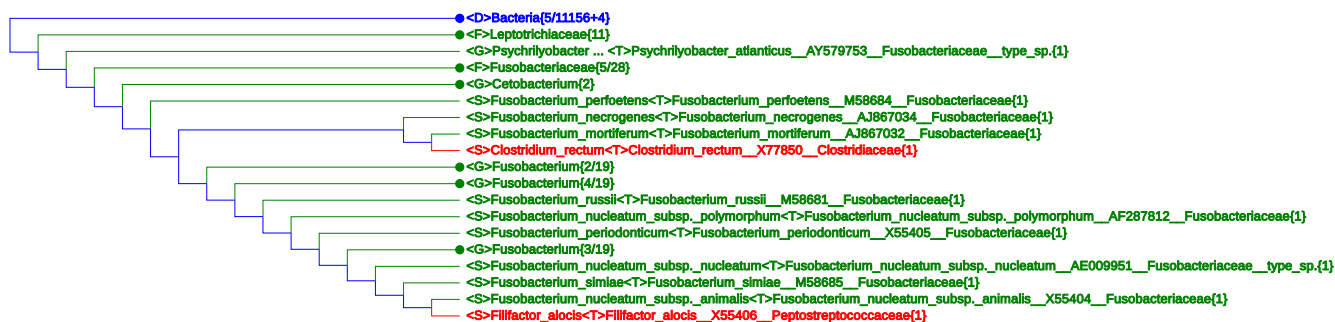 <D>Bacteria{5/11156+4}
<F>Leptotrichiaceae{11}
<G>Psychrilyobacter ... <T>Psychrilyobacter_atlanticus__AY579753__Fusobacteriaceae__type_sp.{1}
<F>Fusobacteriaceae{5/28}
<G>Cetobacterium{2}
<S>Fusobacterium_perfoetens<T>Fusobacterium_perfoetens__M58684__Fusobacteriaceae{1}
<S>Fusobacterium_necrogenes<T>Fusobacterium_necrogenes__AJ867034__Fusobacteriaceae{1}
<S>Fusobacterium_mortiferum<T>Fusobacterium_mortiferum__AJ867032__Fusobacteriaceae{1}
<S>Clostridium_rectum<T>Clostridium_rectum__X77850__Clostridiaceae{1}
<G>Fusobacterium{2/19}
<G>Fusobacterium{4/19}
<S>Fusobacterium_russii<T>Fusobacterium_russii__M58681__Fusobacteriaceae{1}
<S>Fusobacterium_nucleatum_subsp._polymorphum<T>Fusobacterium_nucleatum_subsp._polymorphum__AF287812__Fusobacteriaceae{1}
<S>Fusobacterium_periodonticum<T>Fusobacterium_periodonticum__X55405__Fusobacteriaceae{1}
<G>Fusobacterium{3/19}
<S>Fusobacterium_nucleatum_subsp._nucleatum<T>Fusobacterium_nucleatum_subsp._nucleatum__AE009951__Fusobacteriaceae__type_sp.{1}
<S>Fusobacterium_simiae<T>Fusobacterium_simiae__M58685__Fusobacteriaceae{1}
<S>Fusobacterium_nucleatum_subsp._animalis<T>Fusobacterium_nucleatum_subsp._animalis__X55404__Fusobacteriaceae{1}
<S>Filifactor_alocis<T>Filifactor_alocis__X55406__Peptostreptococcaceae{1}